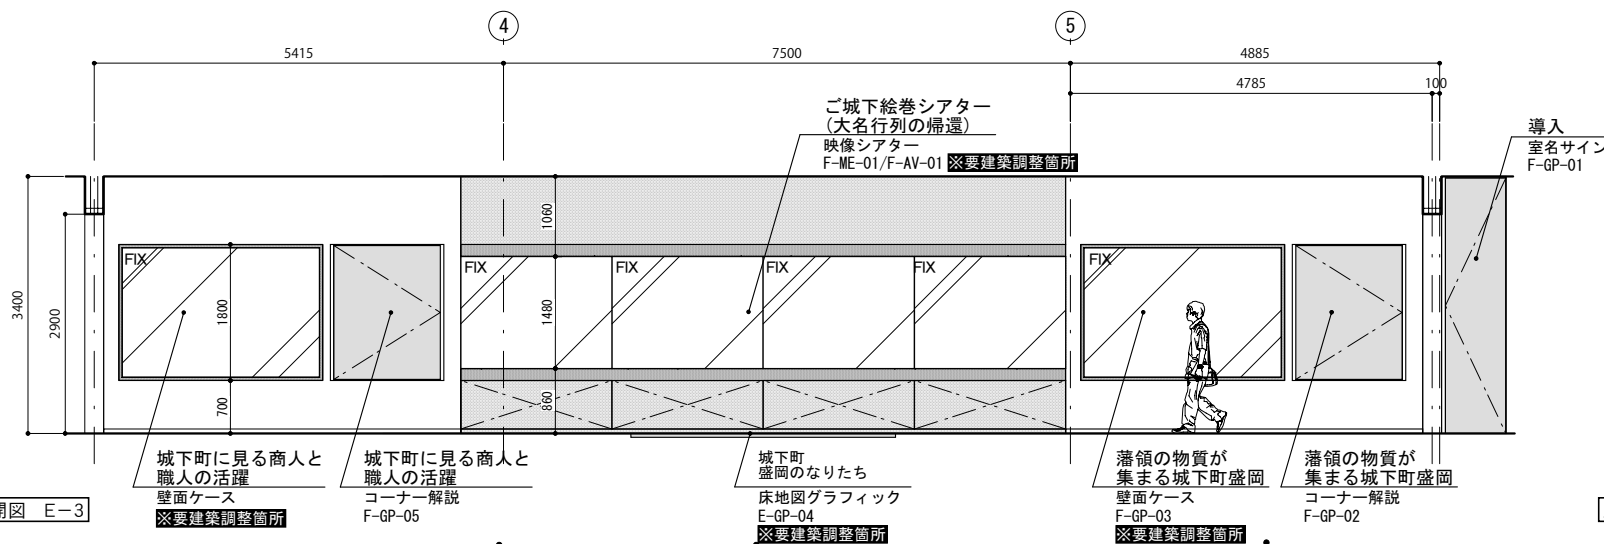 4
5
5415
7500
4885
4785
100
ご城下絵巻シアター
(大名行列の帰還)
映像シアター
F-ME-01/F-AV-01 ※要建築調整箇所
導入
室名サイン
F-GP-01
3400
2900
1060
FIX
FIX
FIX
FIX
FIX
FIX
1800
1480
700
860
城下町に見る商人と
職人の活躍
壁面ケース
※要建築調整箇所
城下町に見る商人と
職人の活躍
コーナー解説
F-GP-05
城下町
盛岡のなりたち
床地図グラフィック
E-GP-04
※要建築調整箇所
藩領の物質が
集まる城下町盛岡
壁面ケース
F-GP-03
※要建築調整箇所
藩領の物質が
集まる城下町盛岡
コーナー解説
F-GP-02
開図 E-3